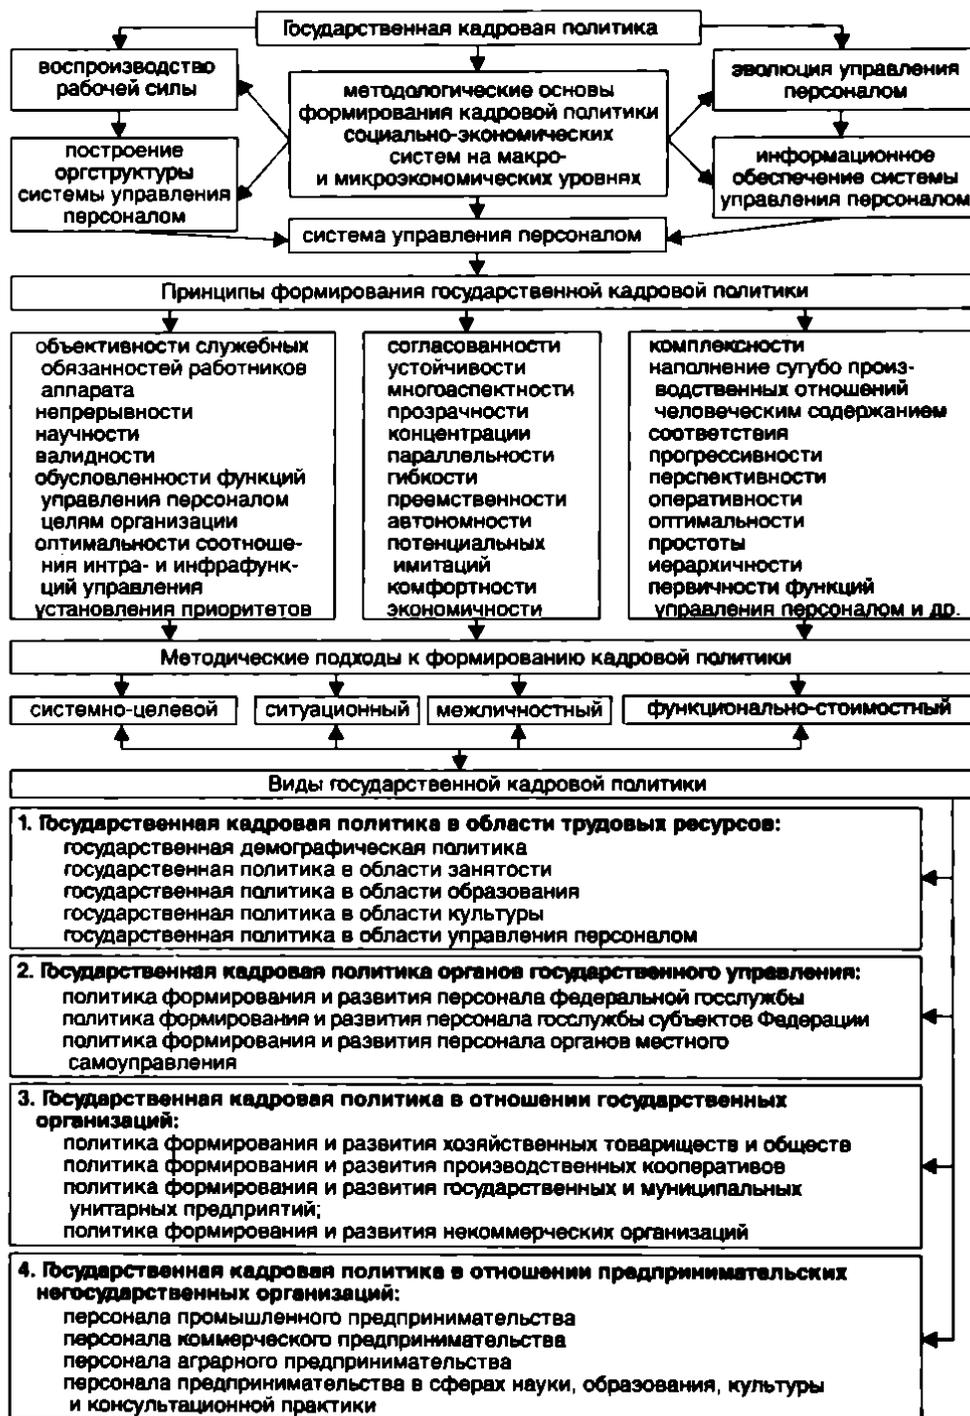 Государственная кадровая политика
воспроизводство
рабочей силы
методологические основы
формирования кадровой политики
социально-экономических
систем на макро-
и микроэкономических уровнях
эволюция управления
персоналом
построение
оргструктуры
системы управления
персоналом
информационное
обеспечение системы
управления персоналом
система управления персоналом
Принципы формирования государственной кадровой политики
объективности служебных
обязанностей работников
аппарата
непрерывности
научности
валидности
обусловленности функций
управления персоналом
целям организации
оптимальности соотноше-
ния интра- и инфрафунк-
ций управления
установления приоритетов
согласованности
устойчивости
многоаспектности
прозрачности
концентрации
параллельности
гибкости
преемственности
автономности
потенциальных
имитаций
комфортности
экономичности
комплексности
наполнение сугубо произ-
водственных отношений
человеческим содержанием
соответствия
прогрессивности
перспективности
оперативности
оптимальности
простоты
иерархичности
первичности функций
управления персоналом и др.
Методические подходы к формированию кадровой политики
системно-целевой
ситуационный
межличностный
функционально-стоимостный
Виды государственной кадровой политики
1. Государственная кадровая политика в области трудовых ресурсов:
государственная демографическая политика
государственная политика в области занятости
государственная политика в области образования
государственная политика в области культуры
государственная политика в области управления персоналом
2. Государственная кадровая политика органов государственного управления:
политика формирования и развития персонала федеральной госслужбы
политика формирования и развития персонала госслужбы субъектов Федерации
политика формирования и развития персонала органов местного
самоуправления
3. Государственная кадровая политика в отношении государственных
организаций:
политика формирования и развития хозяйственных товариществ и обществ
политика формирования и развития производственных кооперативов
политика формирования и развития государственных и муниципальных
унитарных предприятий;
политика формирования и развития некоммерческих организаций
4. Государственная кадровая политика в отношении предпринимательских
негосударственных организаций:
персонала промышленного предпринимательства
персонала коммерческого предпринимательства
персонала аграрного предпринимательства
персонала предпринимательства в сферах науки, образования, культуры
и консультационной практики